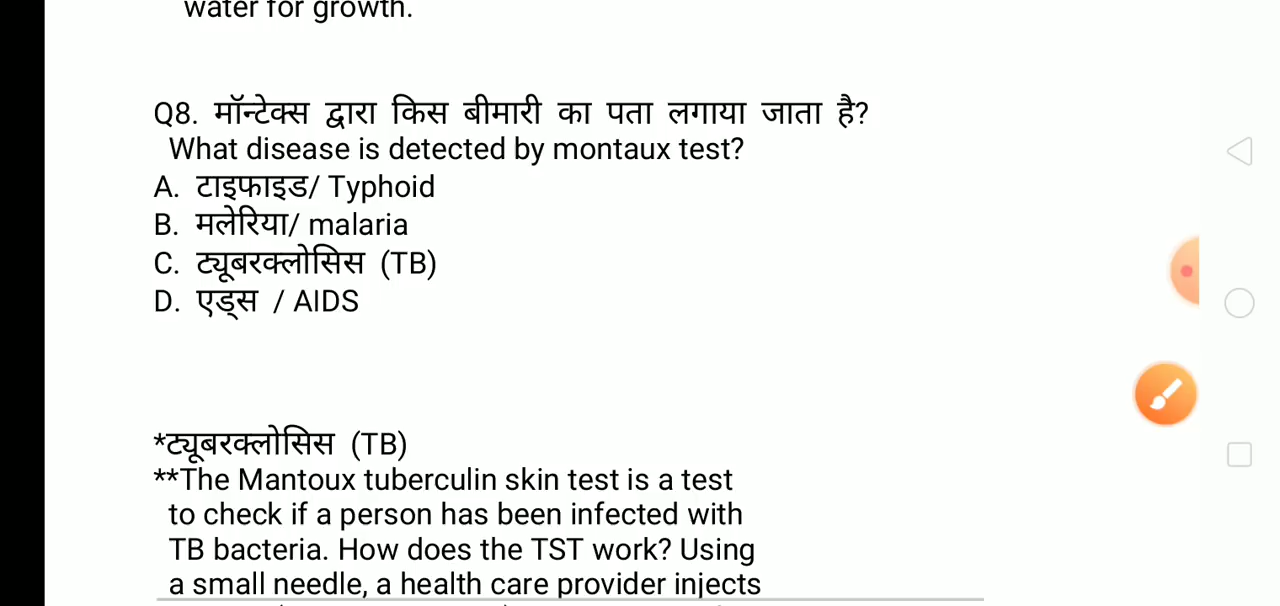 water for growth.
Q8. मॉन्टेक्स द्वारा किस बीमारी का पता लगाया जाता है?
What disease is detected by montaux test?
A. टाइफाइड/ Typhoid
B. मलेरिया/ malaria
C. ट्यूबरक्लोसिस (TB)
D. एड्स / AIDS
*ट्यूबरक्लोसिस (TB)
**The Mantoux tuberculin skin test is a test
to check if a person has been infected with
TB bacteria. How does the TST work? Using
a small needle, a health care provider injects